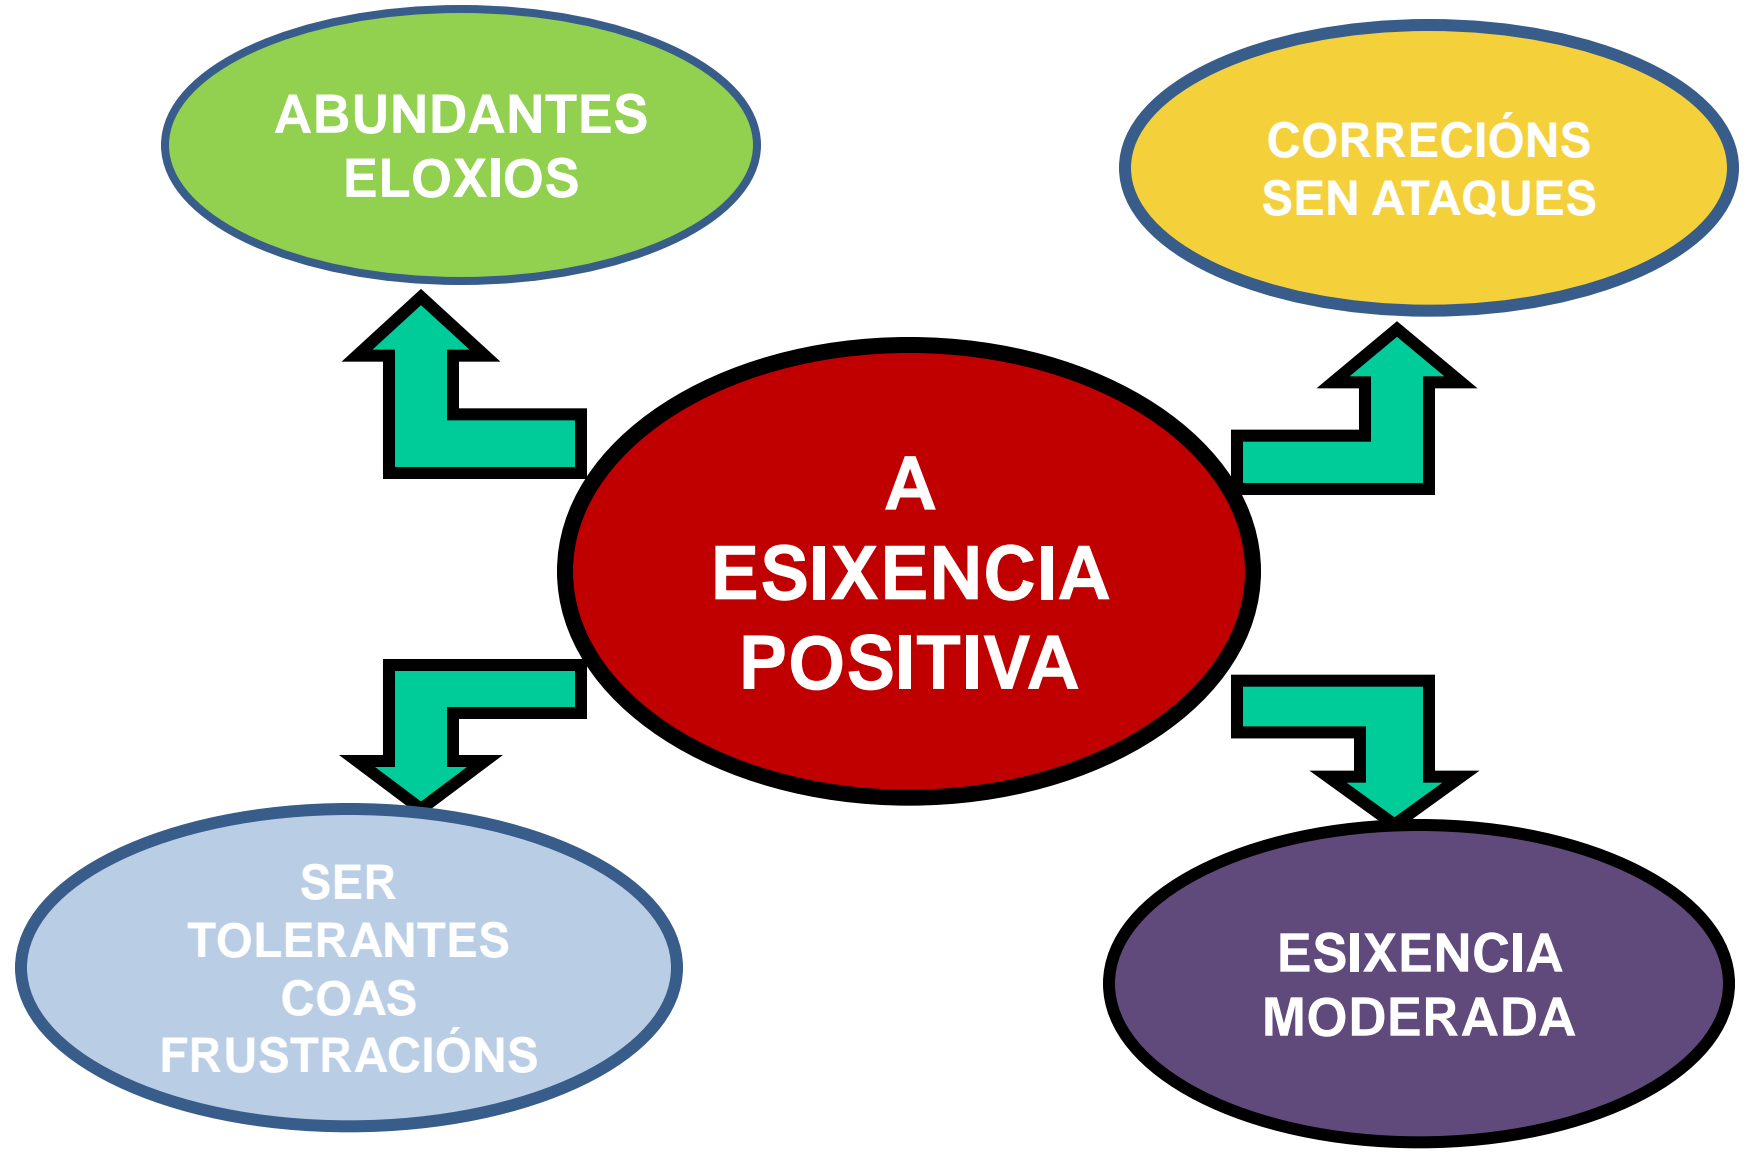 ABUNDANTES
ELOXIOS
CORRECIÓNS
SEN ATAQUES
A
ESIXENCIA
POSITIVA
SER
TOLERANTES
COAS
FRUSTRACIÓNS
ESIXENCIA
MODERADA